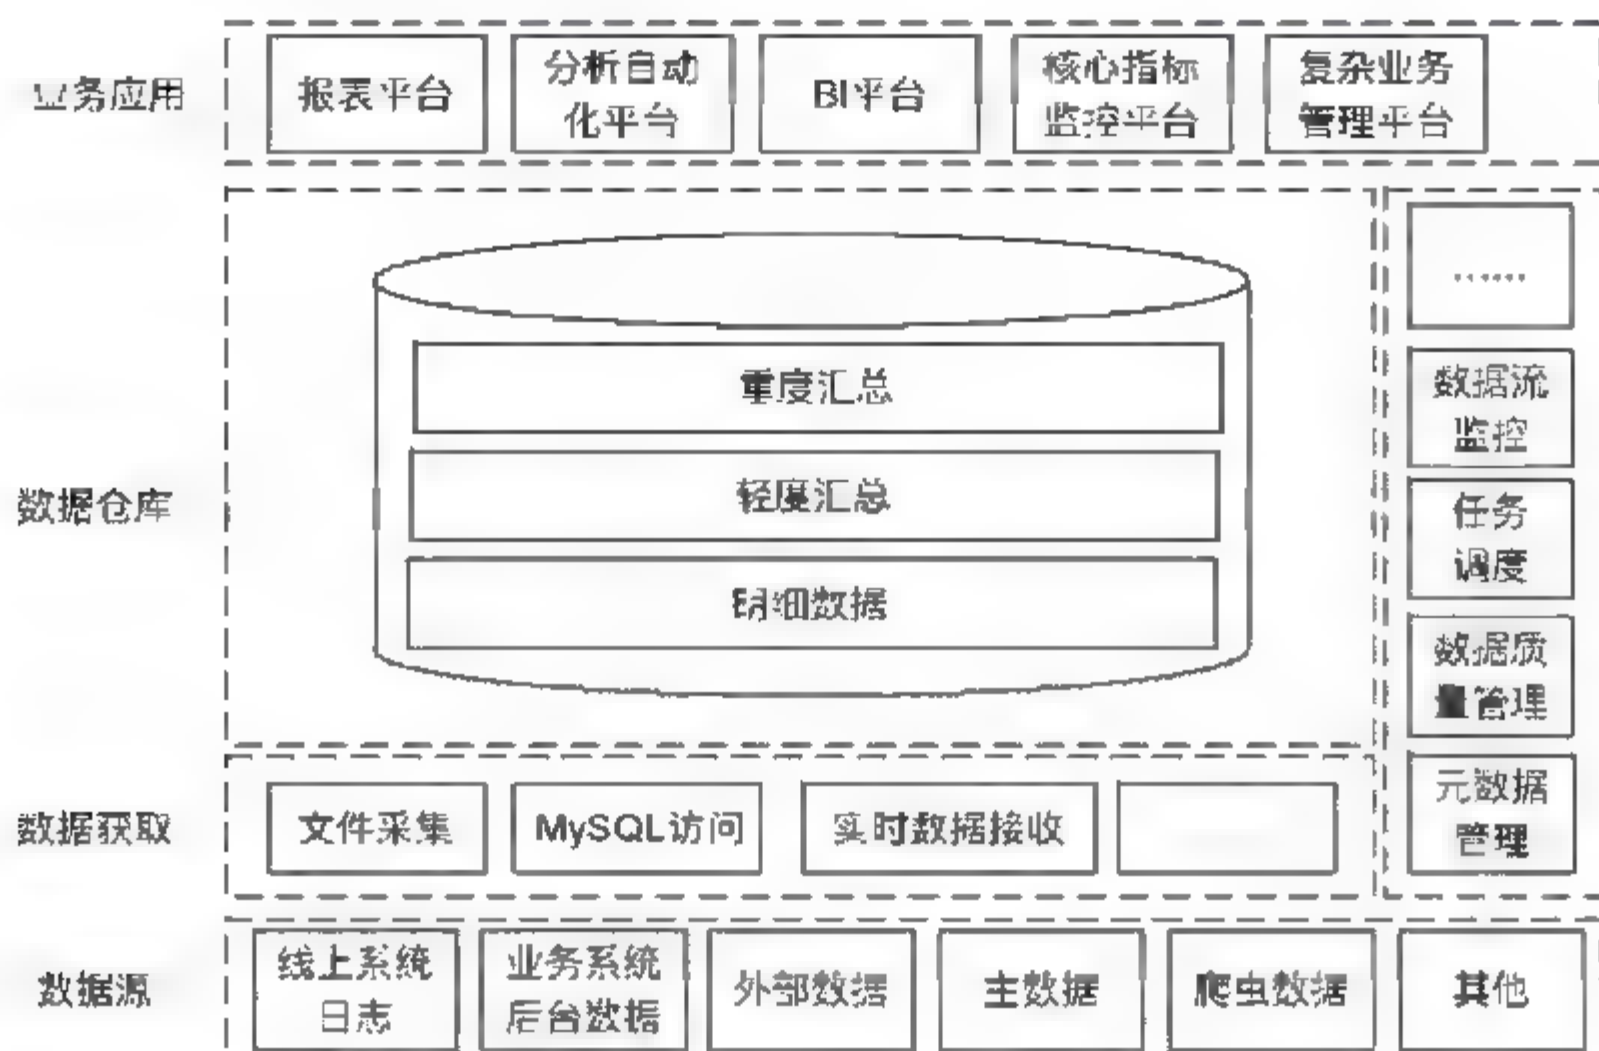 业务应用
报表平台
分析自动
化平台
BI平台
核心指标
监控平台
复杂业务
管理平台
数据仓库
重度汇总
轻度汇总
明细数据
……
数据流
监控
任务
调度
数据质
量管理
元数据
管理
数据获取
文件采集
MySQL访问
实时数据接收
数据源
线上系统
日志
业务系统
后台数据
外部数据
主数据
爬虫数据
其他